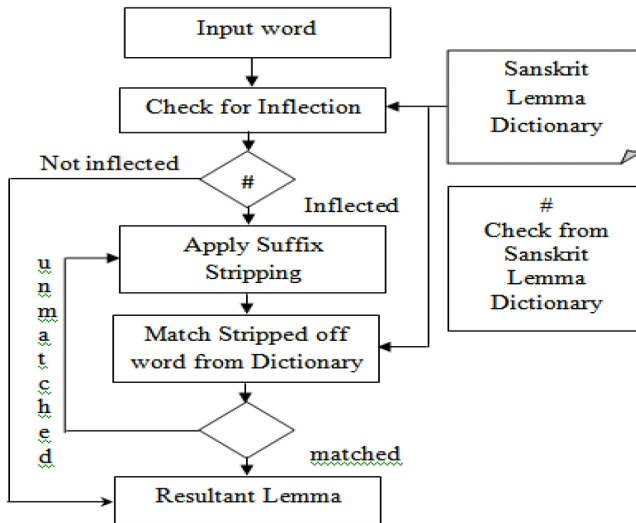 Input word
Check for Inflection
Sanskrit
Lemma
Dictionary
Not inflected
#
Inflected
#
Check from
Sanskrit
Lemma
Dictionary
Apply Suffix
Stripping
unmatched
Match Stripped off
word from Dictionary
matched
Resultant Lemma